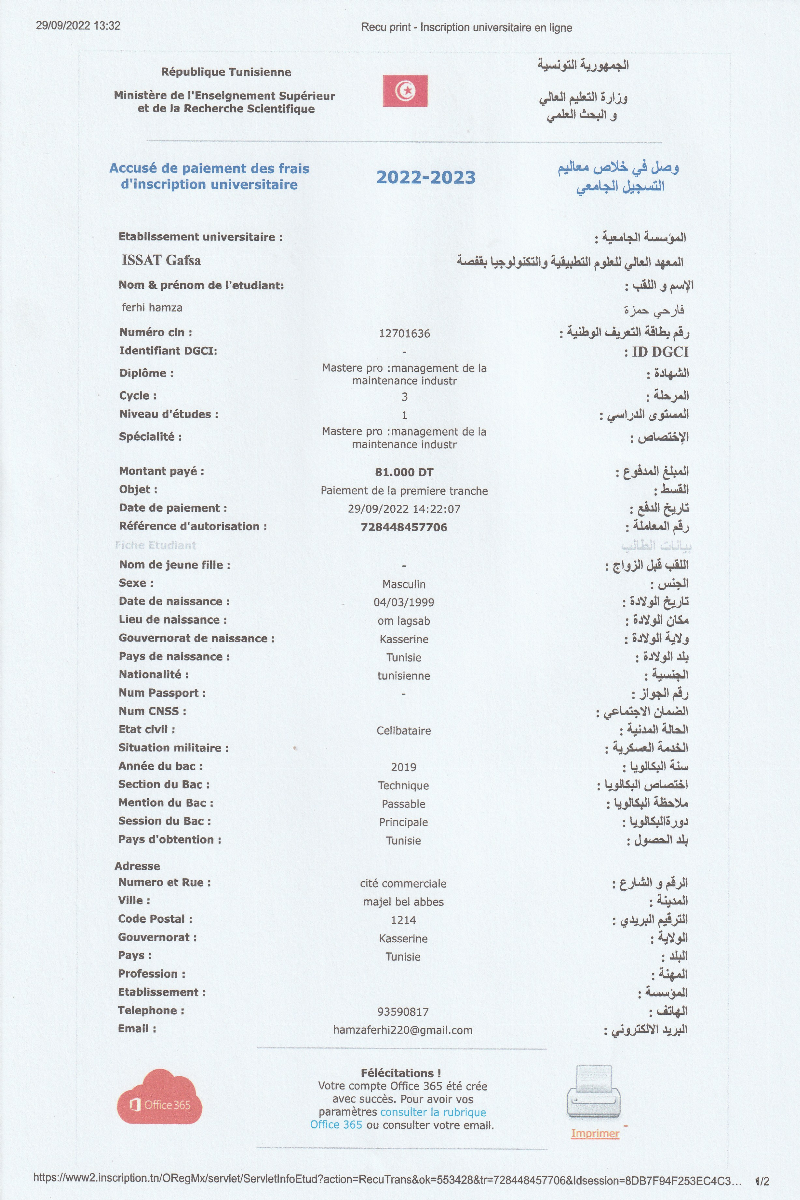 29/09/2022 13:32 Recu print - Inscription universitaire en ligne
République Tunisienne الجمهورية التونسية
Ministère de l'Enseignement Supérieur وزارة التعليم العالي
et de la Recherche Scientifique و البحث العلمي
Accusé de paiement des frais 2022-2023 وصل في خلاص معاليم
d'inscription universitaire التسجيل الجامعي
Etablissement universitaire : المؤسسة الجامعية :
ISSAT Gafsa المعهد العالي للعلوم التطبيقية والتكنولوجيا بقفصة
Nom & prénom de l'etudiant: الإسم و اللقب :
ferhi hamza فارحي حمزة
Numéro cin : 12701636 رقم بطاقة التعريف الوطنية :
Identifiant DGCI: - ID DGCI :
Diplôme : Mastere pro :management de la الشهادة :
maintenance industr
Cycle : 3 المرحلة :
Niveau d'études : 1 المستوى الدراسي :
Spécialité : Mastere pro :management de la الإختصاص :
maintenance industr
Montant payé : 81.000 DT المبلغ المدفوع :
Objet : Paiement de la premiere tranche القسط :
Date de paiement : 29/09/2022 14:22:07 تاريخ الدفع :
Référence d'autorisation : 728448457706 رقم المعاملة :
Fiche Etudiant بيانات الطالب
Nom de jeune fille : - اللقب قبل الزواج :
Sexe : Masculin الجنس :
Date de naissance : 04/03/1999 تاريخ الولادة :
Lieu de naissance : om lagsab مكان الولادة :
Gouvernorat de naissance : Kasserine ولاية الولادة :
Pays de naissance : Tunisie بلد الولادة :
Nationalité : tunisienne الجنسية :
Num Passport : - رقم الجواز :
Num CNSS : الضمان الاجتماعي :
Etat civil : Celibataire الحالة المدنية :
Situation militaire : الخدمة العسكرية :
Année du bac : 2019 سنة البكالويا :
Section du Bac : Technique اختصاص البكالويا :
Mention du Bac : Passable ملاحظة البكالويا :
Session du Bac : Principale دورةالبكالويا :
Pays d'obtention : Tunisie بلد الحصول :
Adresse
Numero et Rue : cité commerciale الرقم و الشارع :
Ville : majel bel abbes المدينة :
Code Postal : 1214 الترقيم البريدي :
Gouvernorat : Kasserine الولاية :
Pays : Tunisie البلد :
Profession : المهنة :
Etablissement : المؤسسة :
Telephone : 93590817 الهاتف :
Email : hamzaferhi220@gmail.com البريد الالكتروني :
Félécitations !
Votre compte Office 365 été crée
avec succès. Pour avoir vos
paramètres consulter la rubrique
Office 365 ou consulter votre email.
Office 365
Imprimer
https://www2.inscription.tn/ORegMx/servlet/ServletInfoEtud?action=RecuTrans&ok=553428&tr=728448457706&Idsession=8DB7F94F253EC4C3... 1/2